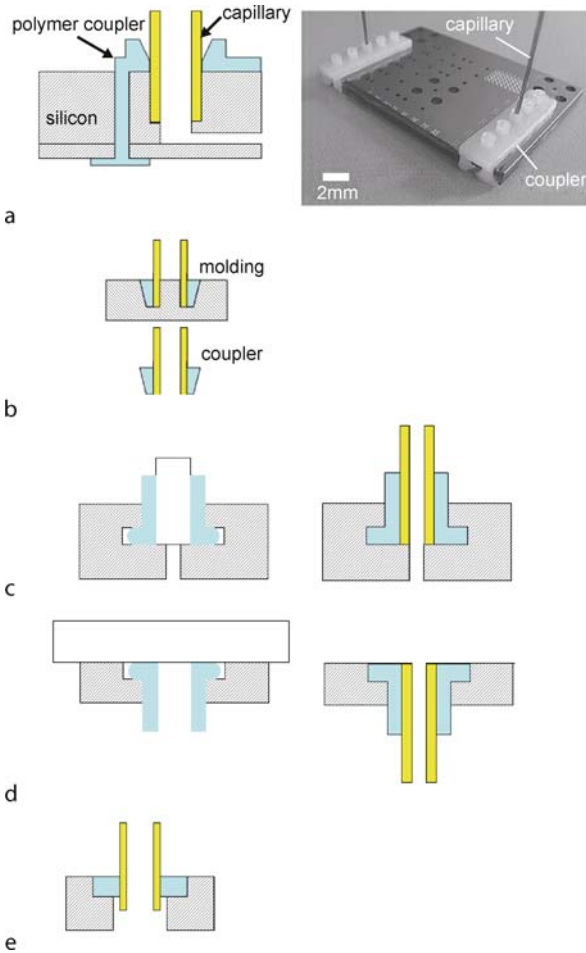 polymer coupler
capillary
silicon
capillary
coupler
2mm
a
molding
coupler
b
c
d
e